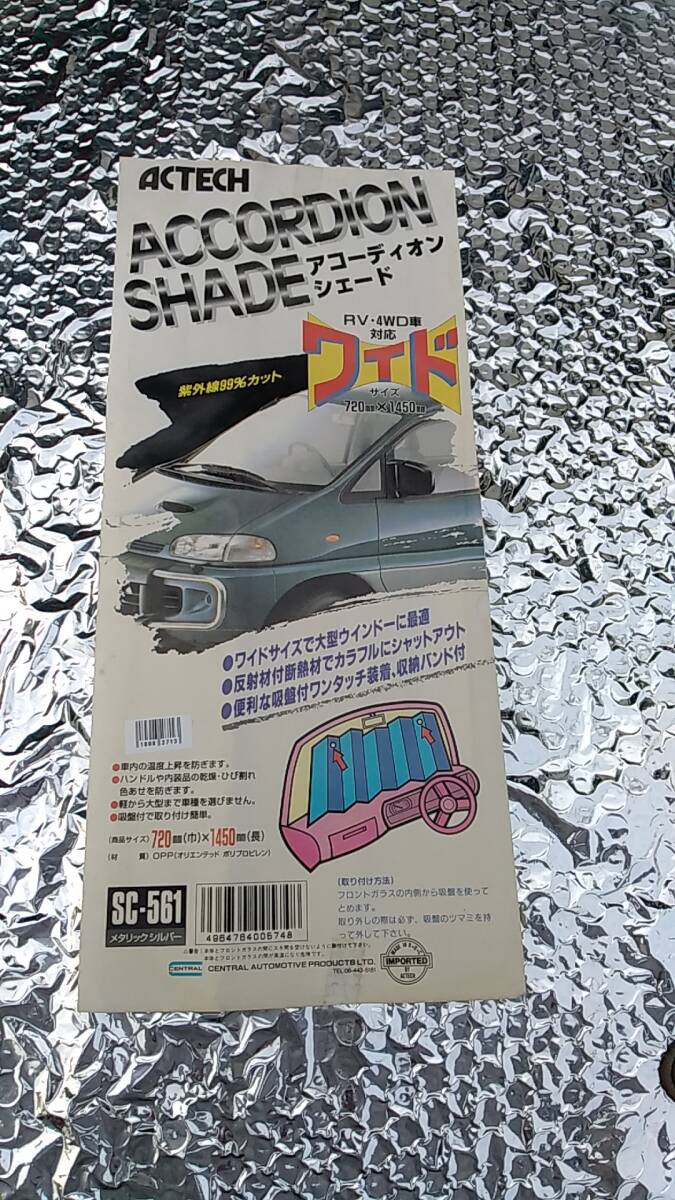 ACTECH
ACCORDION
SHADE
アコーディオン
シェード
RV・4WD車
対応
ワイド
サイズ
720mm×1450mm
紫外線99%カット
●ワイドサイズで大型ウインドーに最適
●反射材付断熱材でカラフルにシャットアウト
●便利な吸盤付ワンタッチ装着、収納バンド付
●車内の温度上昇を防ぎます。
●ハンドルや内装品の乾燥・ひび割れ
色あせを防ぎます。
●軽から大型まで車種を選びません。
●吸盤付で取り付け簡単。
(商品サイズ) 720mm(巾)×1450mm(長)
(材 質) OPP(オリエンテッド ポリプロピレン)
SC-561
メタリックシルバー
4964764005748
(取り付け方法)
フロントガラスの内側から吸盤を使って
とめます。
取り外しの際は必ず、吸盤のツマミを持
って外して下さい。
CENTRAL
CENTRAL AUTOMOTIVE PRODUCTS LTD.
TEL.06-443-5181
IMPORTED
BY
ACTECH